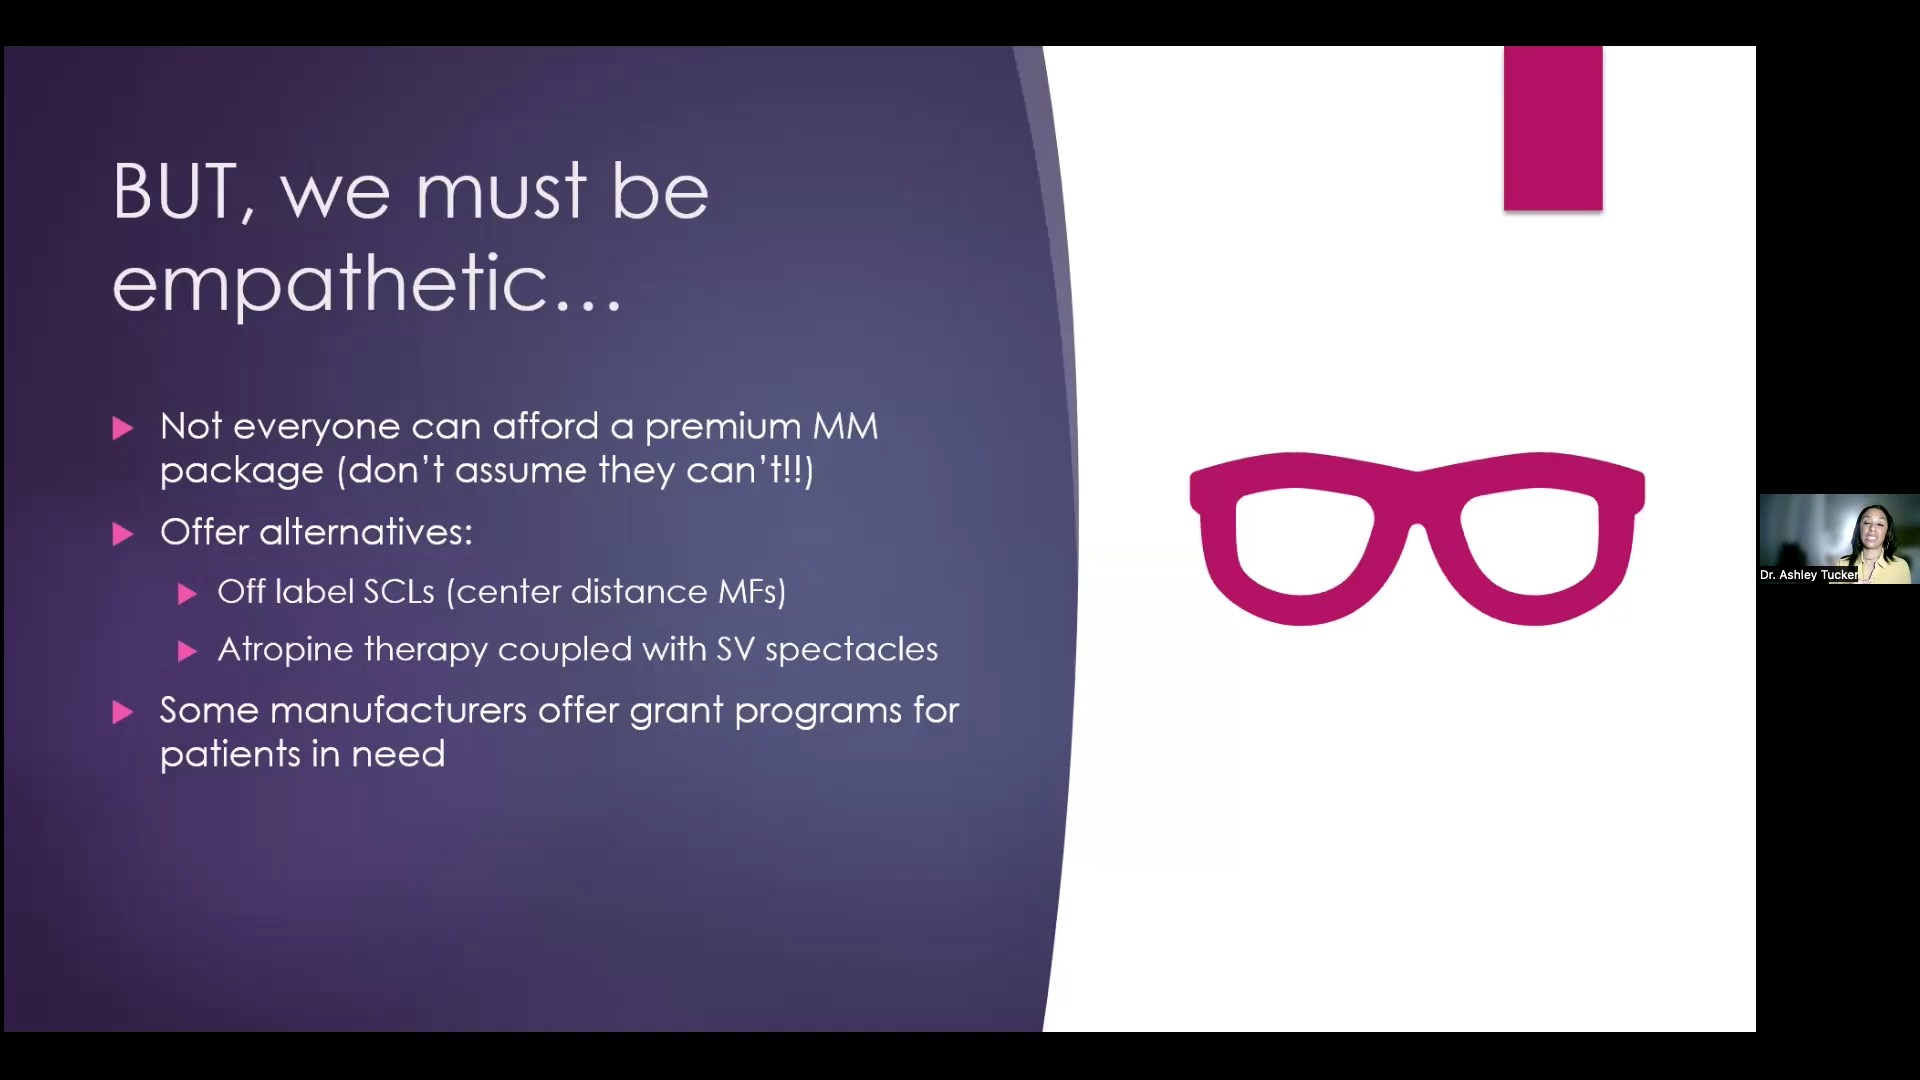 BUT, we must be
empathetic…
Not everyone can afford a premium MM
package (don’t assume they can’t!!)
Offer alternatives:
Off label SCLs (center distance MFs)
Atropine therapy coupled with SV spectacles
Some manufacturers offer grant programs for
patients in need
Dr. Ashley Tucker